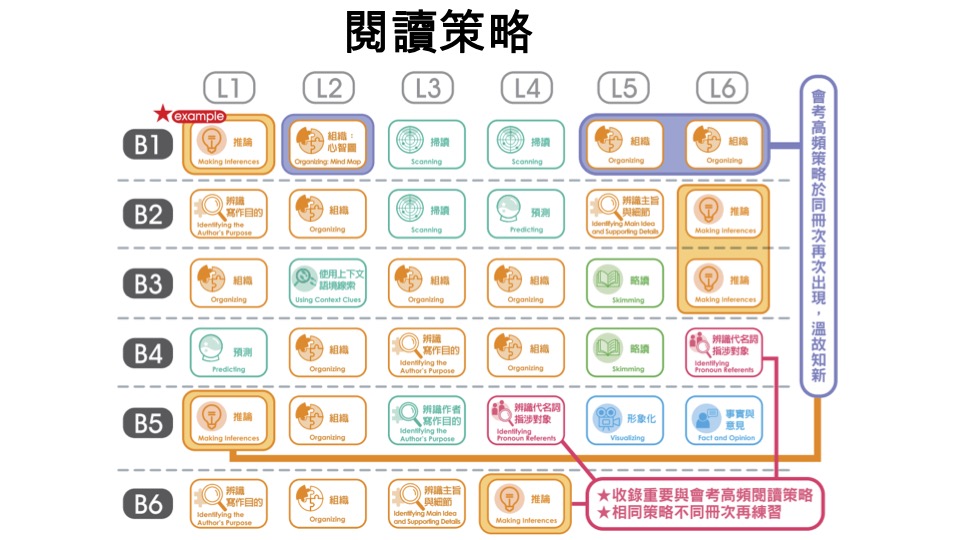 閱讀策略
L1 L2 L3 L4 L5 L6
★example
B1
推論
Making Inferences
組織：
心智圖
Organizing: Mind Map
掃讀
Scanning
掃讀
Scanning
組織
Organizing
組織
Organizing
B2
辨識
寫作目的
Identifying the
Author's Purpose
組織
Organizing
掃讀
Scanning
預測
Predicting
辨識主旨
與細節
Identifying Main Idea
and Supporting Details
推論
Making Inferences
B3
組織
Organizing
使用上下文
語境線索
Using Context Clues
組織
Organizing
組織
Organizing
略讀
Skimming
推論
Making Inferences
B4
預測
Predicting
組織
Organizing
辨識
寫作目的
Identifying the
Author's Purpose
組織
Organizing
略讀
Skimming
辨識代名詞
指涉對象
Identifying
Pronoun Referents
B5
推論
Making Inferences
組織
Organizing
辨識作者
寫作目的
Identifying the
Author's Purpose
辨識代名詞
指涉對象
Identifying
Pronoun Referents
形象化
Visualizing
事實與
意見
Fact and Opinion
B6
辨識
寫作目的
Identifying the
Author's Purpose
組織
Organizing
辨識主旨
與細節
Identifying Main Idea
and Supporting Details
推論
Making Inferences
會考高頻策略於同冊次再次出現，溫故知新
★收錄重要與會考高頻閱讀策略
★相同策略不同冊次再練習